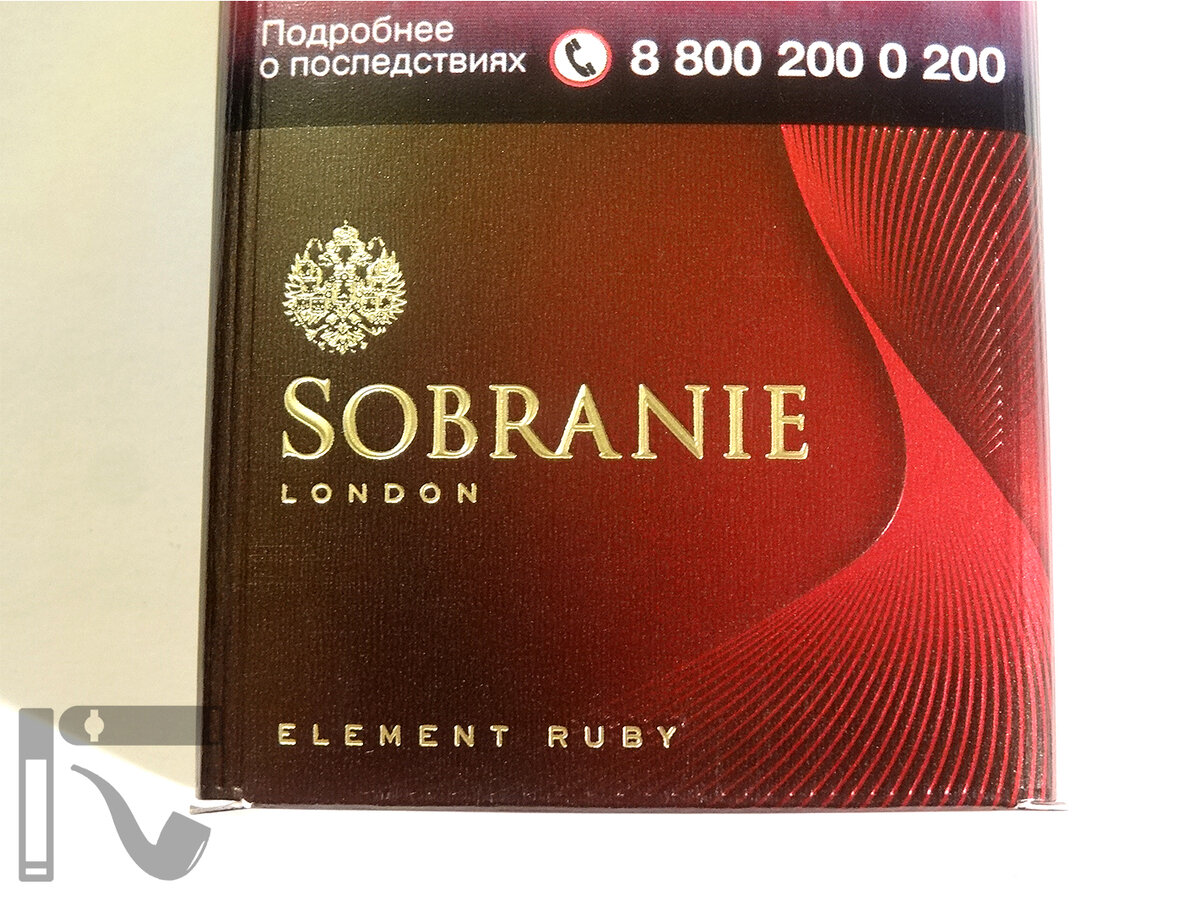 Подробнее
о последствиях 8 800 200 0 200
SOBRANIE
LONDON
ELEMENT RUBY